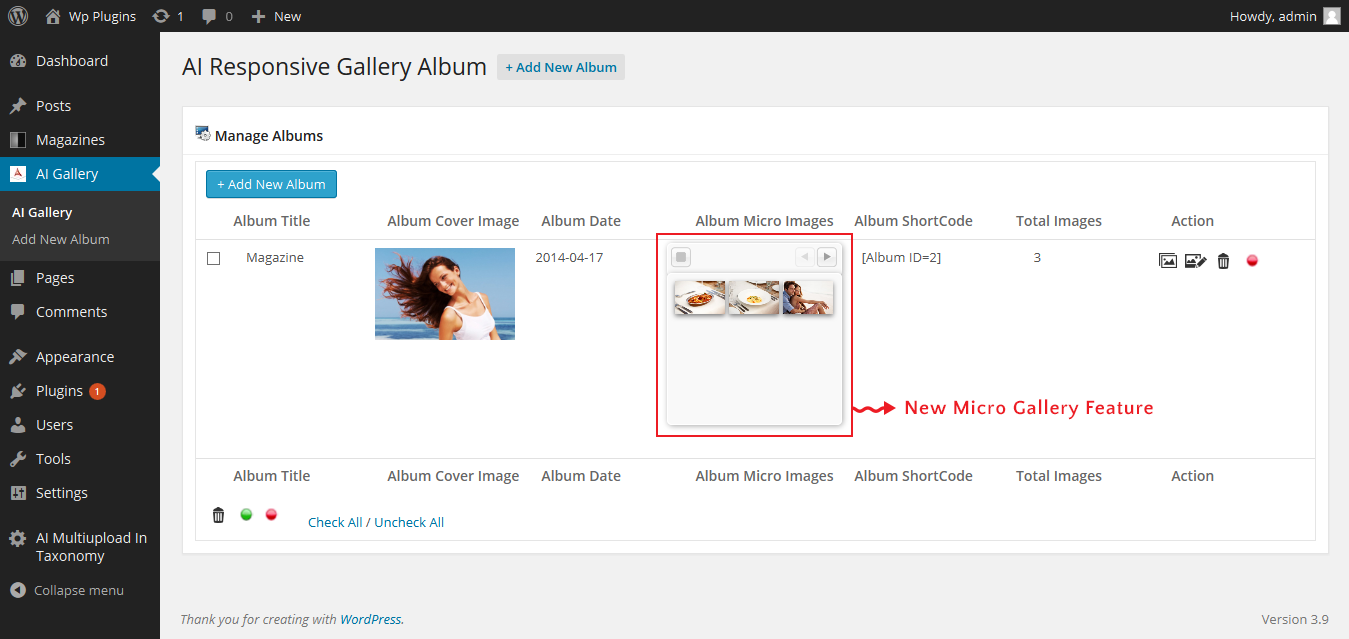 Wp Plugins 1 0 + New Howdy, admin
Dashboard
Posts
Magazines
AI Gallery
AI Gallery
Add New Album
Pages
Comments
Appearance
Plugins 1
Users
Tools
Settings
AI Multiupload In
Taxonomy
Collapse menu
AI Responsive Gallery Album + Add New Album
Manage Albums
+ Add New Album
Album Title Album Cover Image Album Date Album Micro Images Album ShortCode Total Images Action
Magazine 2014-04-17 [Album ID=2] 3
New Micro Gallery Feature
Album Title Album Cover Image Album Date Album Micro Images Album ShortCode Total Images Action
Check All / Uncheck All
Thank you for creating with WordPress. Version 3.9